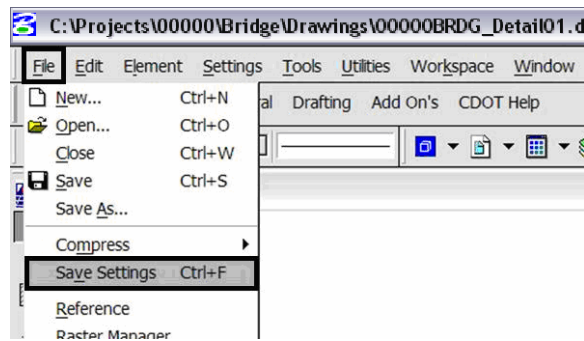 C:\Projects\00000\Bridge\Drawings\00000BRDG_Detail01.d
File Edit Element Settings Tools Utilities Workspace Window
New... Ctrl+N
Drafting Add On's CDOT Help
Open... Ctrl+O
Close Ctrl+W
Save Ctrl+S
Save As...
Compress
Save Settings Ctrl+F
Reference
Raster Manager